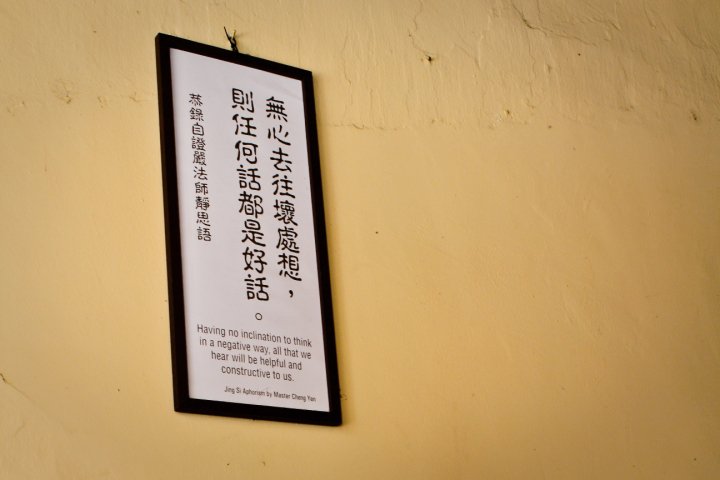 無心去往壞處想，
則任何話都是好話。
恭錄自證嚴法師靜思語
Having no inclination to think
in a negative way, all that we
hear will be helpful and
constructive to us.
Jing Si Aphorism by Master Cheng Yen